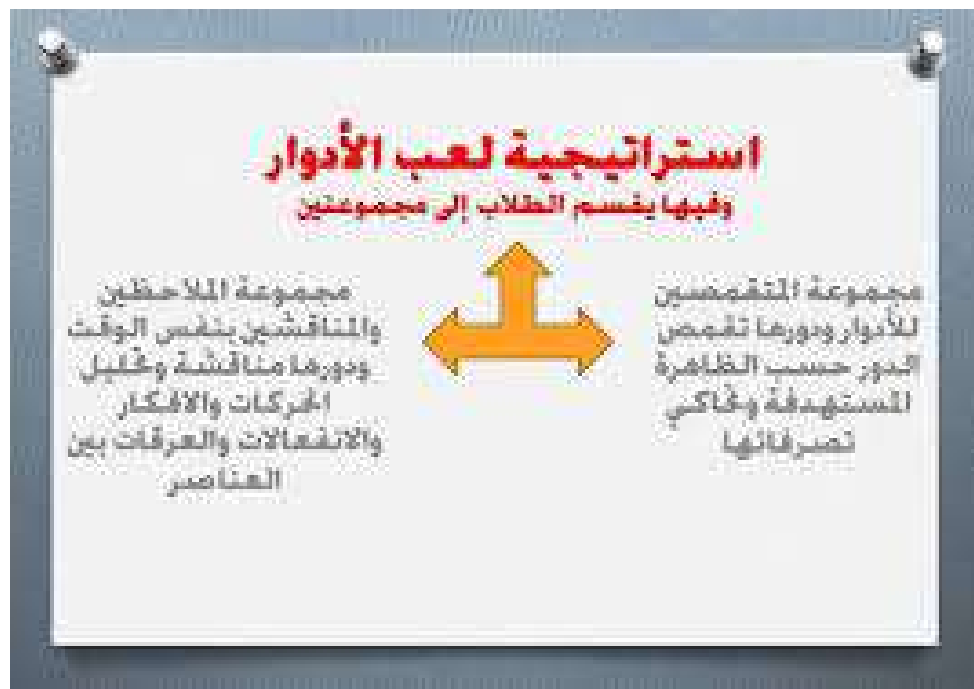 استراتيجية لعب الأدوار
وفيها يقسم الطلاب إلى مجموعتين
مجموعة المتقمصين
للأدوار ودورها تقمص
الدور حسب الظاهرة
المستهدفة وتحاكي
تصرفاتها
مجموعة الملاحظين
والمناقشين بنفس الوقت
ودورها مناقشة وتحليل
الحركات والافكار
والانفعالات والعرقات بين
العناصر